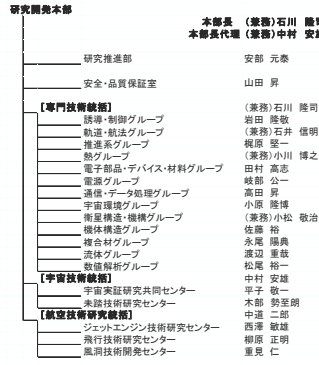 研究開発本部
本部長 (兼務)石川 隆司
本部長代理 (兼務)中村 安雄
研究推進部 安部 元泰
安全・品質保証室 山田 昇
[専門技術統括] (兼務)石川 隆司
誘導・制御グループ 岩田 隆敬
軌道・航法グループ (兼務)石井 信明
推進系グループ 梶原 堅一
熱グループ (兼務)小川 博之
電子部品・デバイス・材料グループ 田村 高志
電源グループ 岐部 公一
通信・データ処理グループ 高田 昇
宇宙環境グループ 小原 隆博
衛星構造・機構グループ (兼務)小松 敬治
機体構造グループ 佐藤 裕
複合材グループ 永尾 陽典
流体グループ 渡辺 重哉
数値解析グループ 松尾 裕一
[宇宙技術統括] 中村 安雄
宇宙実証研究共同センター 平子 敬一
未踏技術研究センター 木部 勢至朗
[航空技術研究統括] 中道 二郎
ジェットエンジン技術研究センター 西澤 敏雄
飛行技術研究センター 柳原 正明
風洞技術開発センター 重見 仁